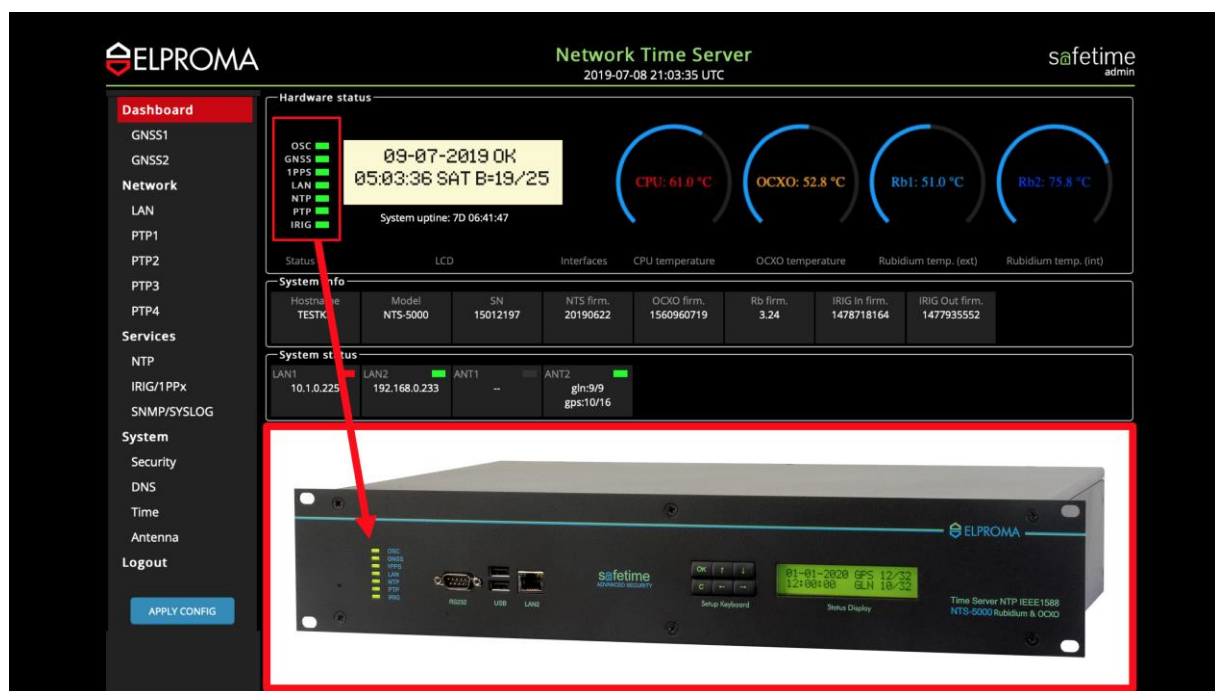 ELPROMA
Network Time Server
2019-07-08 21:03:35 UTC
safetime
admin
Dashboard
GNSS1
GNSS2
Network
LAN
PTP1
PTP2
PTP3
PTP4
Services
NTP
IRIG/1PPx
SNMP/SYSLOG
System
Security
DNS
Time
Antenna
Logout
APPLY CONFIG
Hardware status
OSC
GNSS
1PPS
LAN
NTP
PTP
IRIG
09-07-2019 OK
05:03:36 SAT B=19/25
System uptine: 7D 06:41:47
CPU: 61.0 °C
OCXO: 52.8 °C
Rb1: 51.0 °C
Rb2: 75.8 °C
Status
LCD
Interfaces
CPU temperature
OCXO temperature
Rubidium temp. (ext)
Rubidium temp. (int)
System info
Hostname Model SN NTS firm. OCXO firm. Rb firm. IRIG In firm. IRIG Out firm.
NTS-5000 15012197 20190622 1560960719 3.24 1478718164 1477935552
System status
LAN1 LAN2 ANT1 ANT2
10.1.0.225 192.168.0.233 -- gln:9/9
gps:10/16
ELPROMA
OSC
GNSS
1PPS
LAN
NTP
PTP
IRIG
RS232
USB
LAN2
safetime
ADVANCED SECURITY
OK ↑ ↓
C ← →
Setup Keyboard
01-01-2020 GPS 12/32
12:00:00 GLN 10/32
Status Display
Time Server NTP IEEE1588
NTS-5000 Rubidium & OCXO